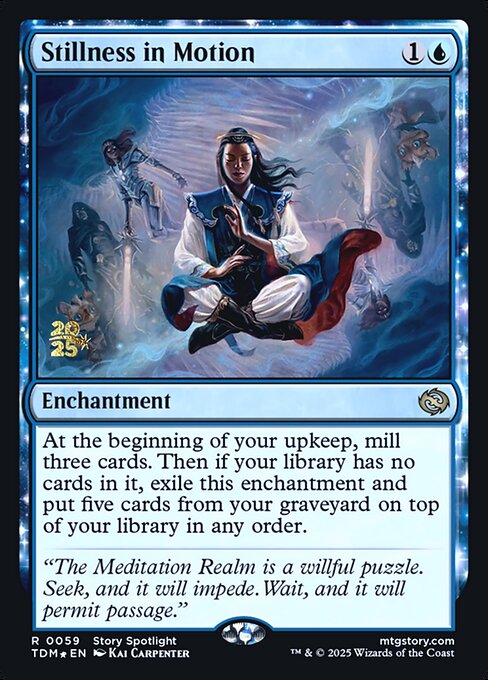 Stillness in Motion 1
20
25
Enchantment
At the beginning of your upkeep, mill
three cards. Then if your library has no
cards in it, exile this enchantment and
put five cards from your graveyard on top
of your library in any order.
“The Meditation Realm is a willful puzzle.
Seek, and it will impede. Wait, and it will
permit passage.”
R 0059 Story Spotlight mtgstory.com
TDM★EN Kai Carpenter ™ & © 2025 Wizards of the Coast